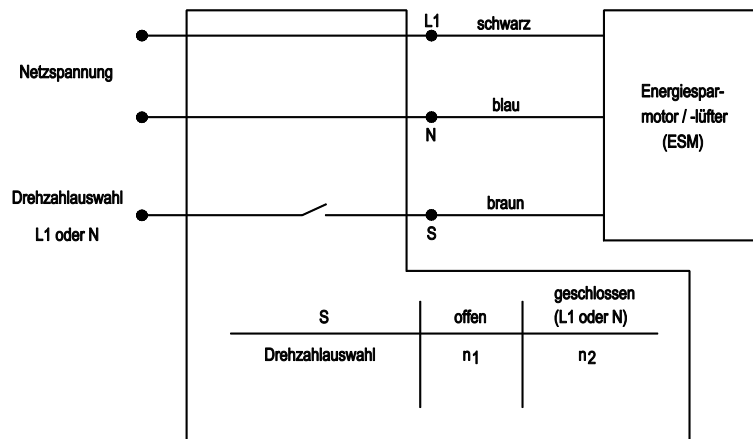 L1
schwarz
Netzspannung
Energiespar-
motor / -lüfter
(ESM)
blau
N
Drehzahlauswahl
L1 oder N
braun
S
S
offen
geschlossen
(L1 oder N)
Drehzahlauswahl
n1
n2